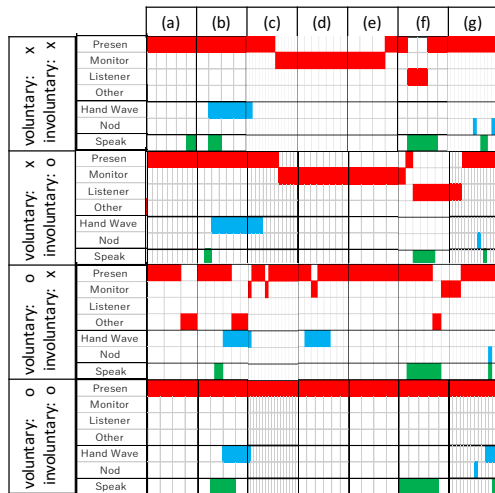 (a) (b) (c) (d) (e) (f) (g)
voluntary: x
involuntary: x
Presen
Monitor
Listener
Other
Hand Wave
Nod
Speak
voluntary: x
involuntary: o
Presen
Monitor
Listener
Other
Hand Wave
Nod
Speak
voluntary: o
involuntary: x
Presen
Monitor
Listener
Other
Hand Wave
Nod
Speak
voluntary: o
involuntary: o
Presen
Monitor
Listener
Other
Hand Wave
Nod
Speak